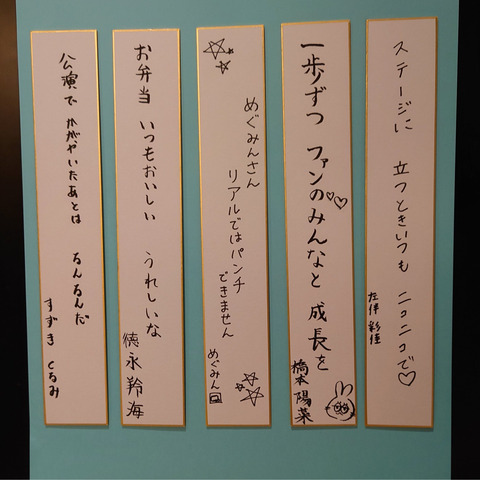 ステージに 立つときいつも ニコニコで♡
左伴 彩佳
一歩ずつ ファンのみんなと 成長を
橋本 陽菜
めぐみんさん
リアルではパンチ
できません
めぐみん
お弁当 いつもおいしい うれしいな
徳永羚海
公演で かがやいたあとは るんるんだ
すずき くるみ